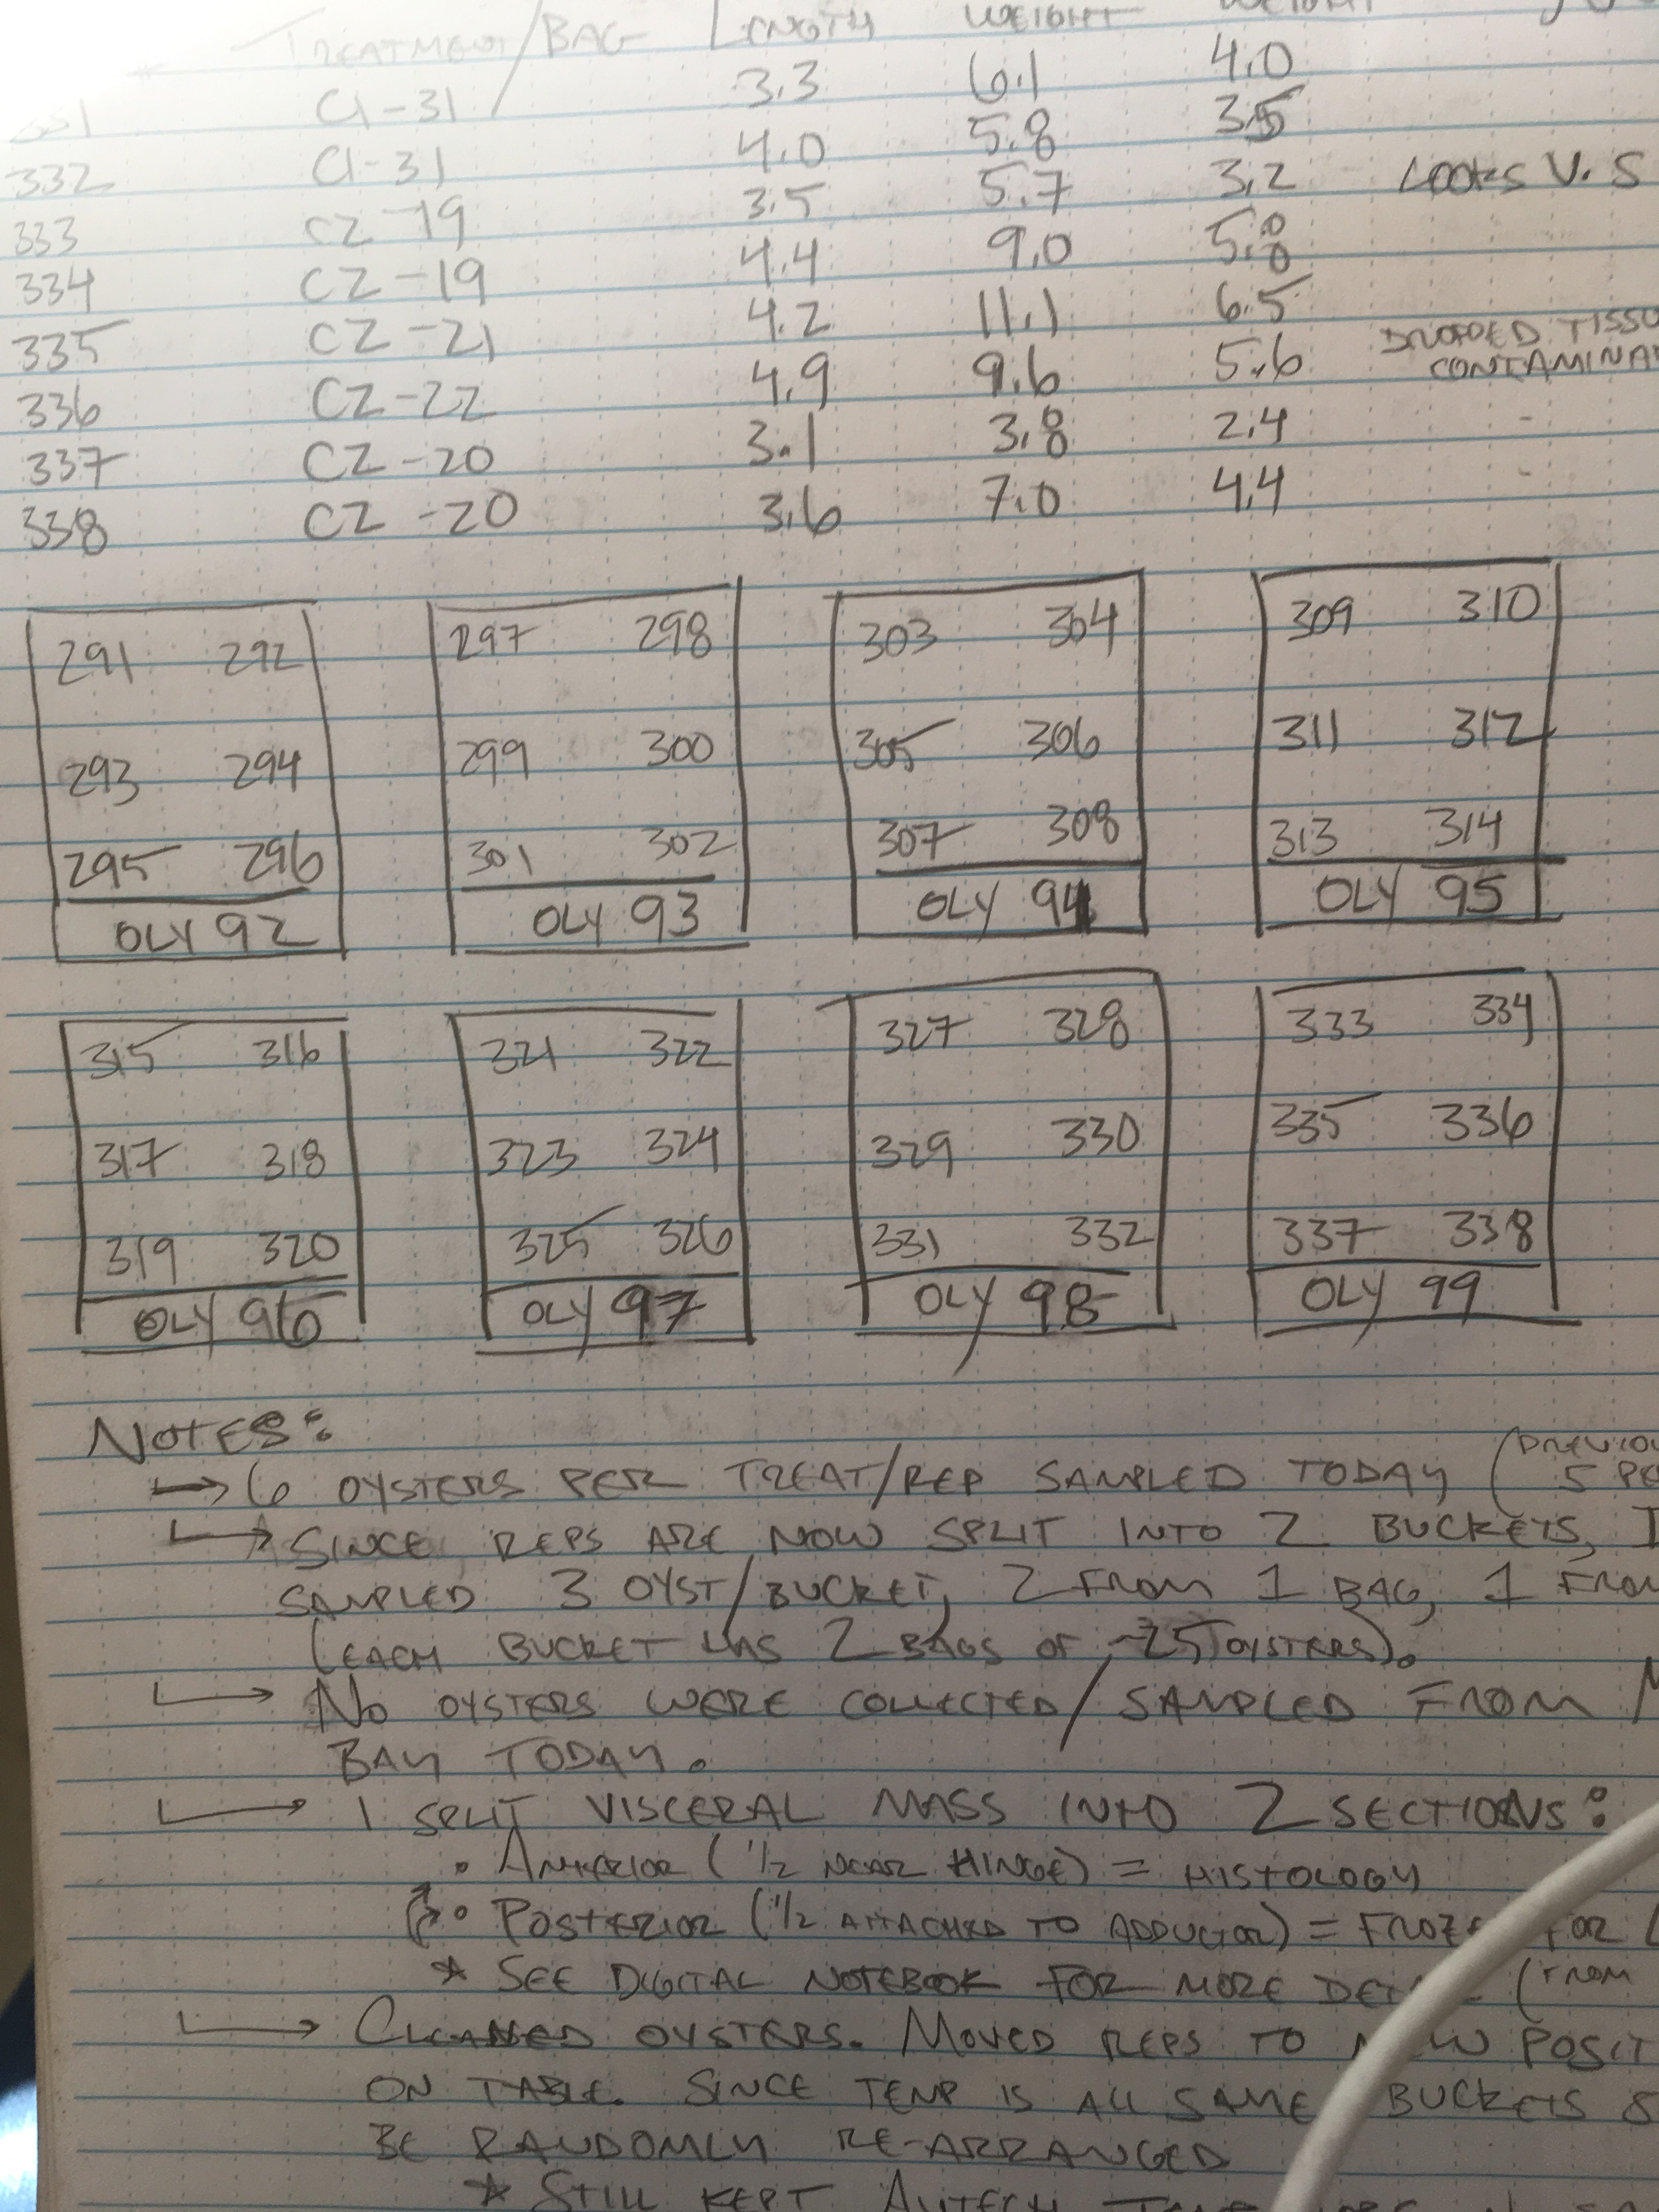 TREATMENT/BAG LENGTH WEIGHT WEIGHT
331 C1-31 3.3 6.1 4.0
332 C1-31 4.0 5.8 3.5
333 C2-19 3.5 5.7 3.2 LOOKS V. S
334 C2-19 4.4 9.0 5.8
335 C2-21 4.2 11.1 6.5
336 C2-22 4.9 9.6 5.6 DROPPED TISSU
CONTAMINA
337 C2-20 3.1 3.8 2.4 -
338 C2-20 3.6 7.0 4.4 -
291 292 297 298 303 304 309 310
293 294 299 300 305 306 311 312
295 296 301 302 307 308 313 314
OLY 92 OLY 93 OLY 94 OLY 95
315 316 321 322 327 328 333 334
317 318 323 324 329 330 335 336
319 320 325 326 331 332 337 338
OLY 96 OLY 97 OLY 98 OLY 99
NOTES:
→ 6 OYSTERS PER TREAT/REP SAMPLED TODAY (PREVIOU
5 PE
→ SINCE REPS ARE NOW SPLIT INTO 2 BUCKETS, I
SAMPLED 3 OYST/BUCKET, 2 FROM 1 BAG, 1 FROM
(EACH BUCKET HAS 2 BAGS OF ~25 OYSTERS).
→ NO OYSTERS WERE COLLECTED/SAMPLED FROM
BAY TODAY.
→ I SPLIT VISCERAL MASS INTO 2 SECTIONS:
• ANTERIOR (1/2 NEAR HINGE) = HISTOLOGY
• POSTERIOR (1/2 ATTACHED TO ADDUCTOR) = FROZE FOR
* SEE DIGITAL NOTEBOOK FOR MORE DET (FROM
→ CLEANED OYSTERS. MOVED REPS TO NEW POSIT
ON TABLE. SINCE TEMP IS ALL SAME BUCKETS
BE RANDOMLY RE-ARRANGED
* STILL KEPT